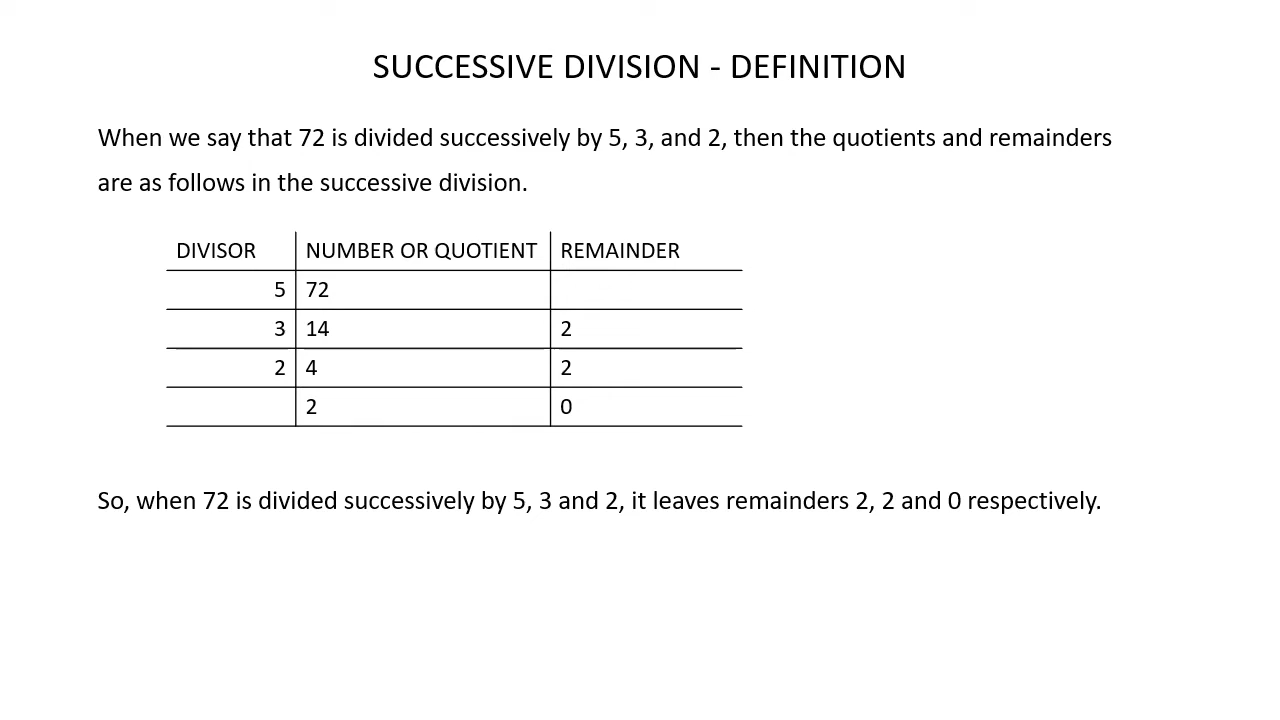 SUCCESSIVE DIVISION - DEFINITION
When we say that 72 is divided successively by 5, 3, and 2, then the quotients and remainders
are as follows in the successive division.
DIVISOR NUMBER OR QUOTIENT REMAINDER
5 72
3 14 2
2 4 2
2 0
So, when 72 is divided successively by 5, 3 and 2, it leaves remainders 2, 2 and 0 respectively.